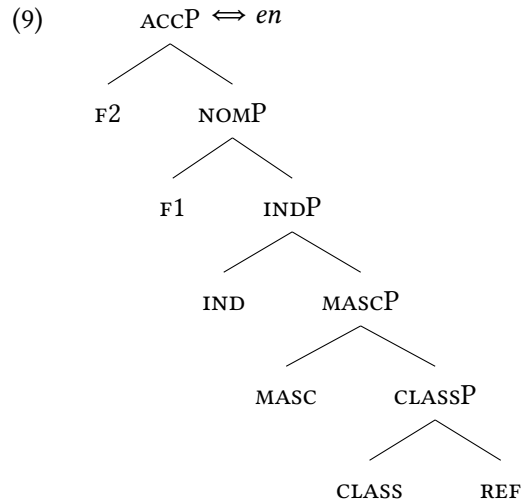 (9) ACCP ⇔ en
F2 NOMP
F1 INDP
IND MASCP
MASC CLASSP
CLASS REF